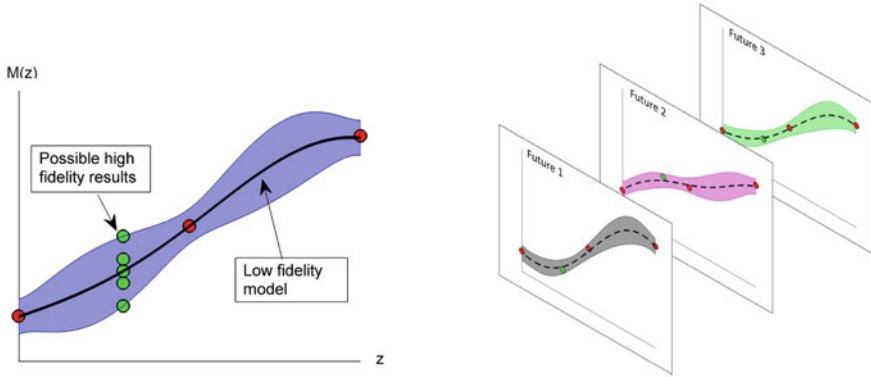 M(z)
Possible high
fidelity results
Low fidelity
model
z
Future 1
Future 2
Future 3